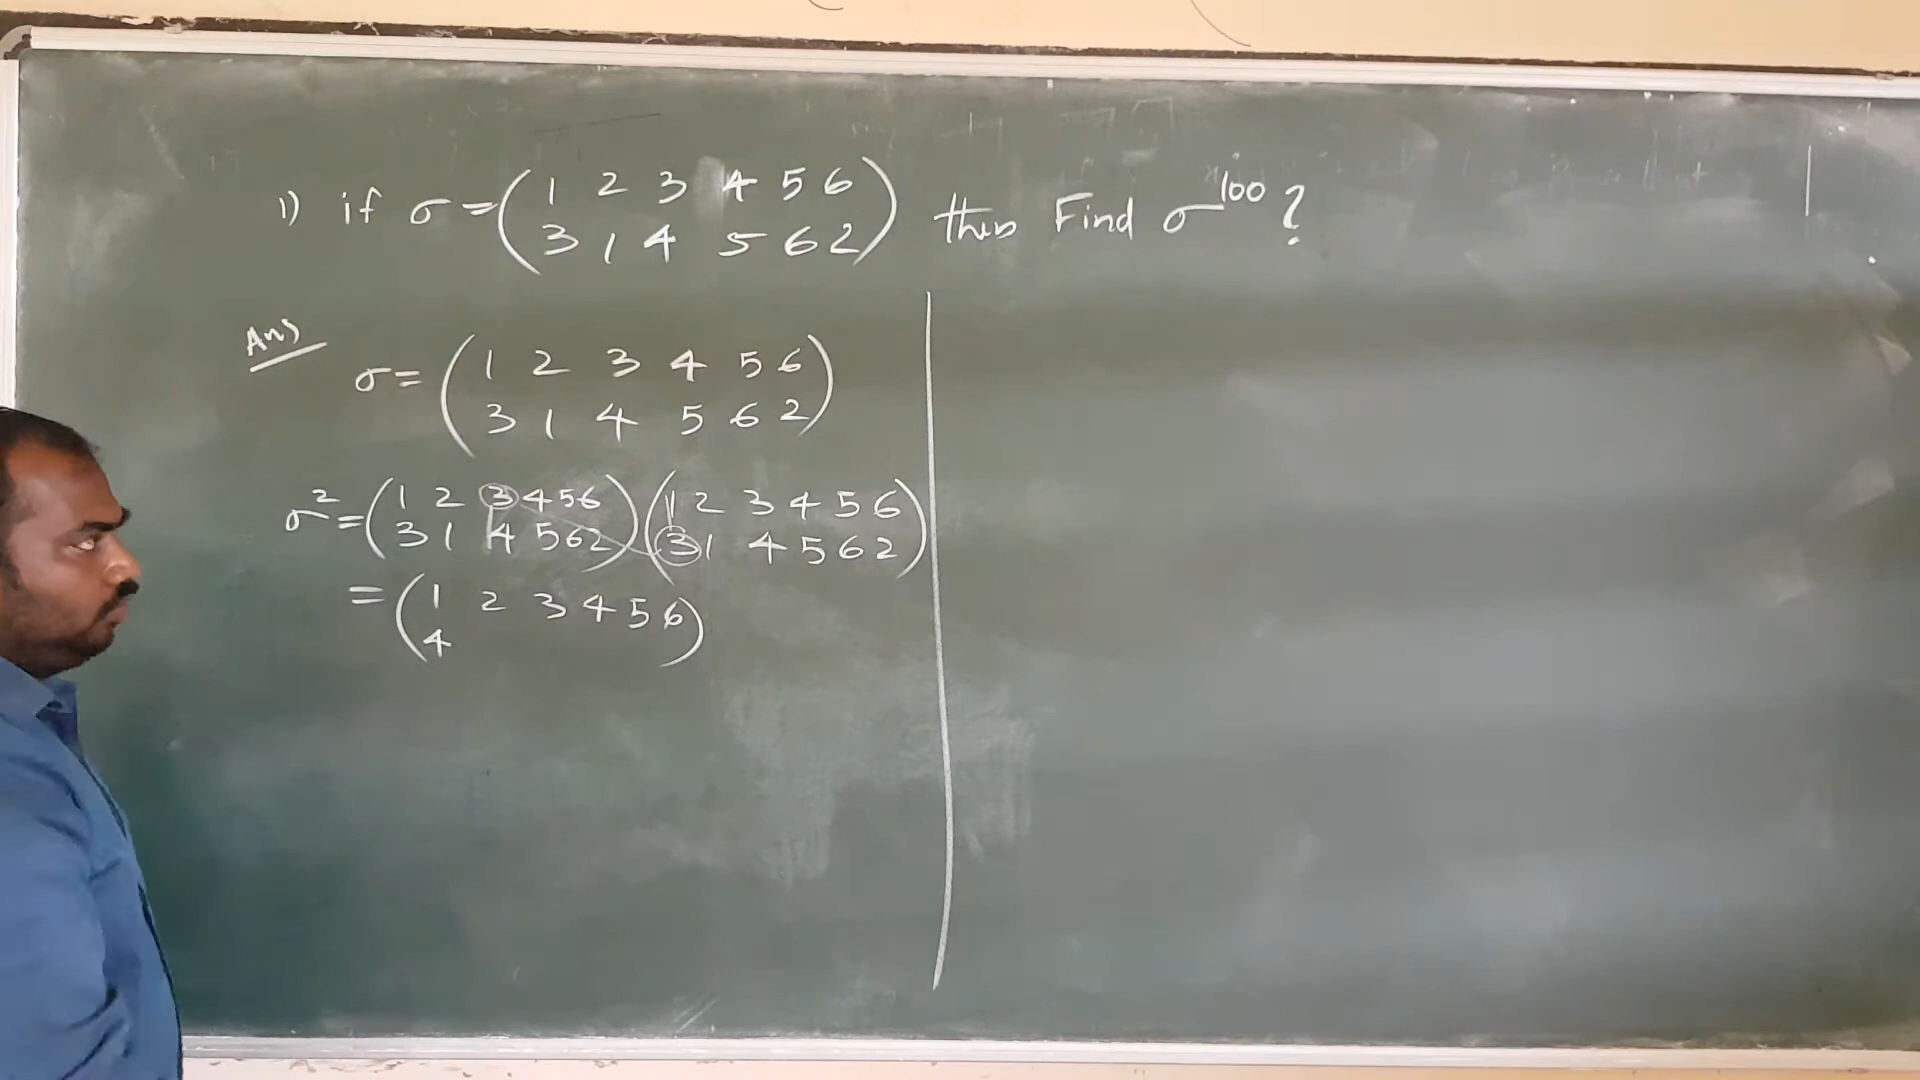 1) if σ = (1 2 3 4 5 6) then Find σ^100 ?
(3 1 4 5 6 2)
Ans
σ = (1 2 3 4 5 6)
(3 1 4 5 6 2)
σ^2 = (1 2 3 4 5 6) (1 2 3 4 5 6)
(3 1 4 5 6 2) (3 1 4 5 6 2)
= (1 2 3 4 5 6)
(4)